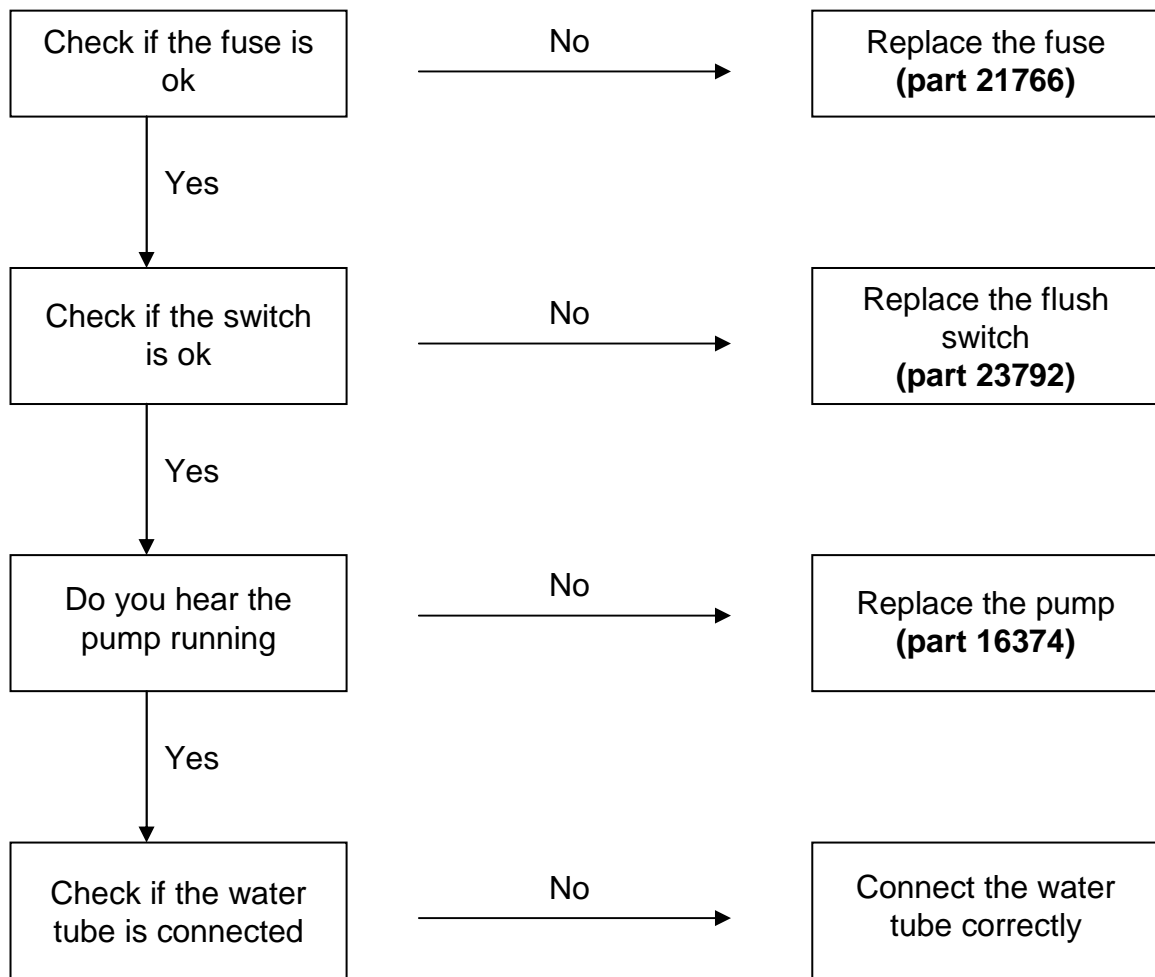 Check if the fuse is
ok
No
Replace the fuse
(part 21766)
Yes
Check if the switch
is ok
No
Replace the flush
switch
(part 23792)
Yes
Do you hear the
pump running
No
Replace the pump
(part 16374)
Yes
Check if the water
tube is connected
No
Connect the water
tube correctly